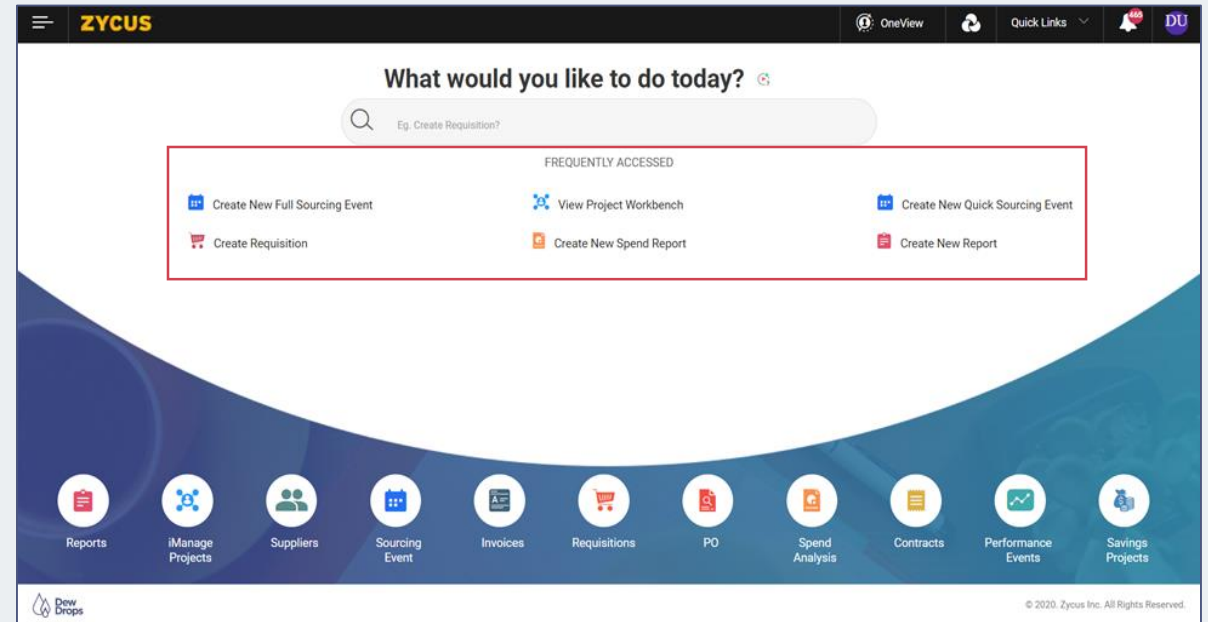 ZYCUS
OneView
Quick Links
465
DU
What would you like to do today?
Eg. Create Requisition?
FREQUENTLY ACCESSED
Create New Full Sourcing Event
View Project Workbench
Create New Quick Sourcing Event
Create Requisition
Create New Spend Report
Create New Report
Reports
iManage
Projects
Suppliers
Sourcing
Event
Invoices
Requisitions
PO
Spend
Analysis
Contracts
Performance
Events
Savings
Projects
Dew
Drops
© 2020. Zycus Inc. All Rights Reserved.